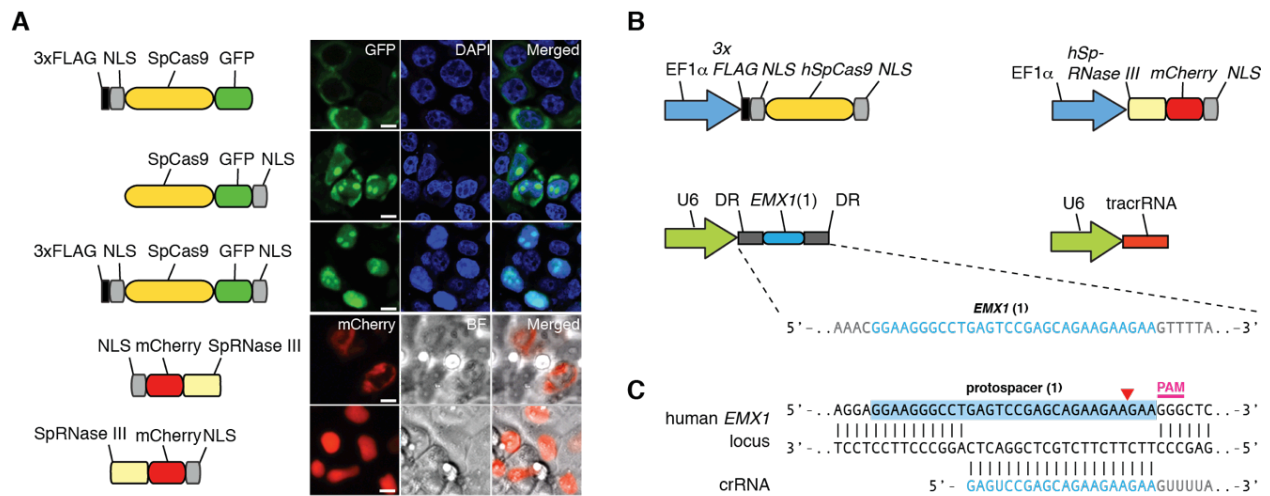 A
3xFLAG NLS SpCas9 GFP
GFP DAPI Merged
SpCas9 GFP NLS
3xFLAG NLS SpCas9 GFP NLS
mCherry BF Merged
NLS mCherry SpRNase III
SpRNase III mCherry NLS
B
3x
EF1α FLAG NLS hSpCas9 NLS
hSp-
EF1α RNase III mCherry NLS
U6 DR EMX1(1) DR
U6 tracrRNA
EMX1 (1)
5'-..AAACGGAAGGGCCTGAGTCCGAGCAGAAGAAGAAGTTTTA..-3'
C
protospacer (1) PAM
human EMX1
locus
5'-..AGGAGGAAGGGCCTGAGTCCGAGCAGAAGAAGAAGGGCTC..-3'
3'-..TCCTCCTTCCCGGACTCAGGCTCGTCTTCTTCTTCCCGAG..-5'
crRNA 5'- GAGUCCGAGCAGAAGAAGAAGUUUUA..-3'